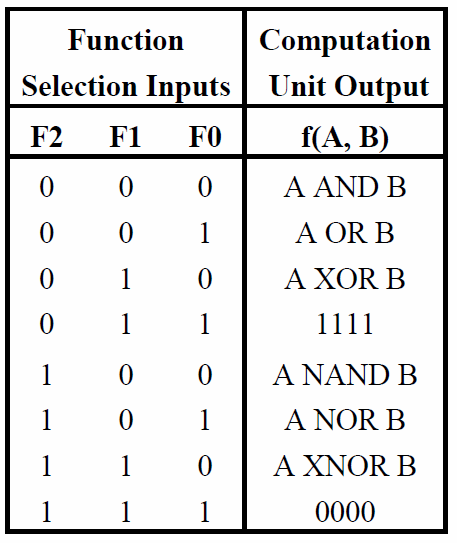 Function Computation
Selection Inputs Unit Output
F2 F1 F0 f(A, B)
0 0 0 A AND B
0 0 1 A OR B
0 1 0 A XOR B
0 1 1 1111
1 0 0 A NAND B
1 0 1 A NOR B
1 1 0 A XNOR B
1 1 1 0000